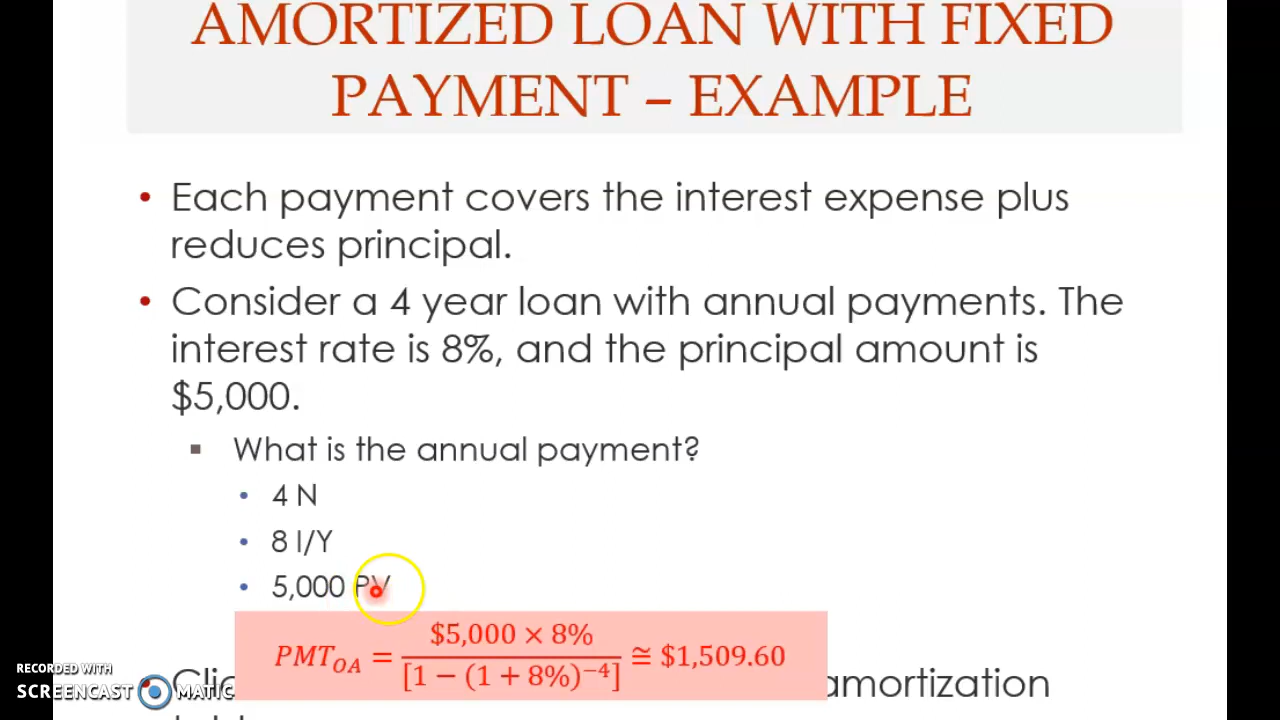 AMORTIZED LOAN WITH FIXED
PAYMENT – EXAMPLE
• Each payment covers the interest expense plus
reduces principal.
• Consider a 4 year loan with annual payments. The
interest rate is 8%, and the principal amount is
$5,000.
▪ What is the annual payment?
• 4 N
• 8 I/Y
• 5,000 PV
PMT_OA = $5,000 × 8% / [1 − (1 + 8%)^−4] ≅ $1,509.60
amortization
RECORDED WITH
SCREENCAST MATIC